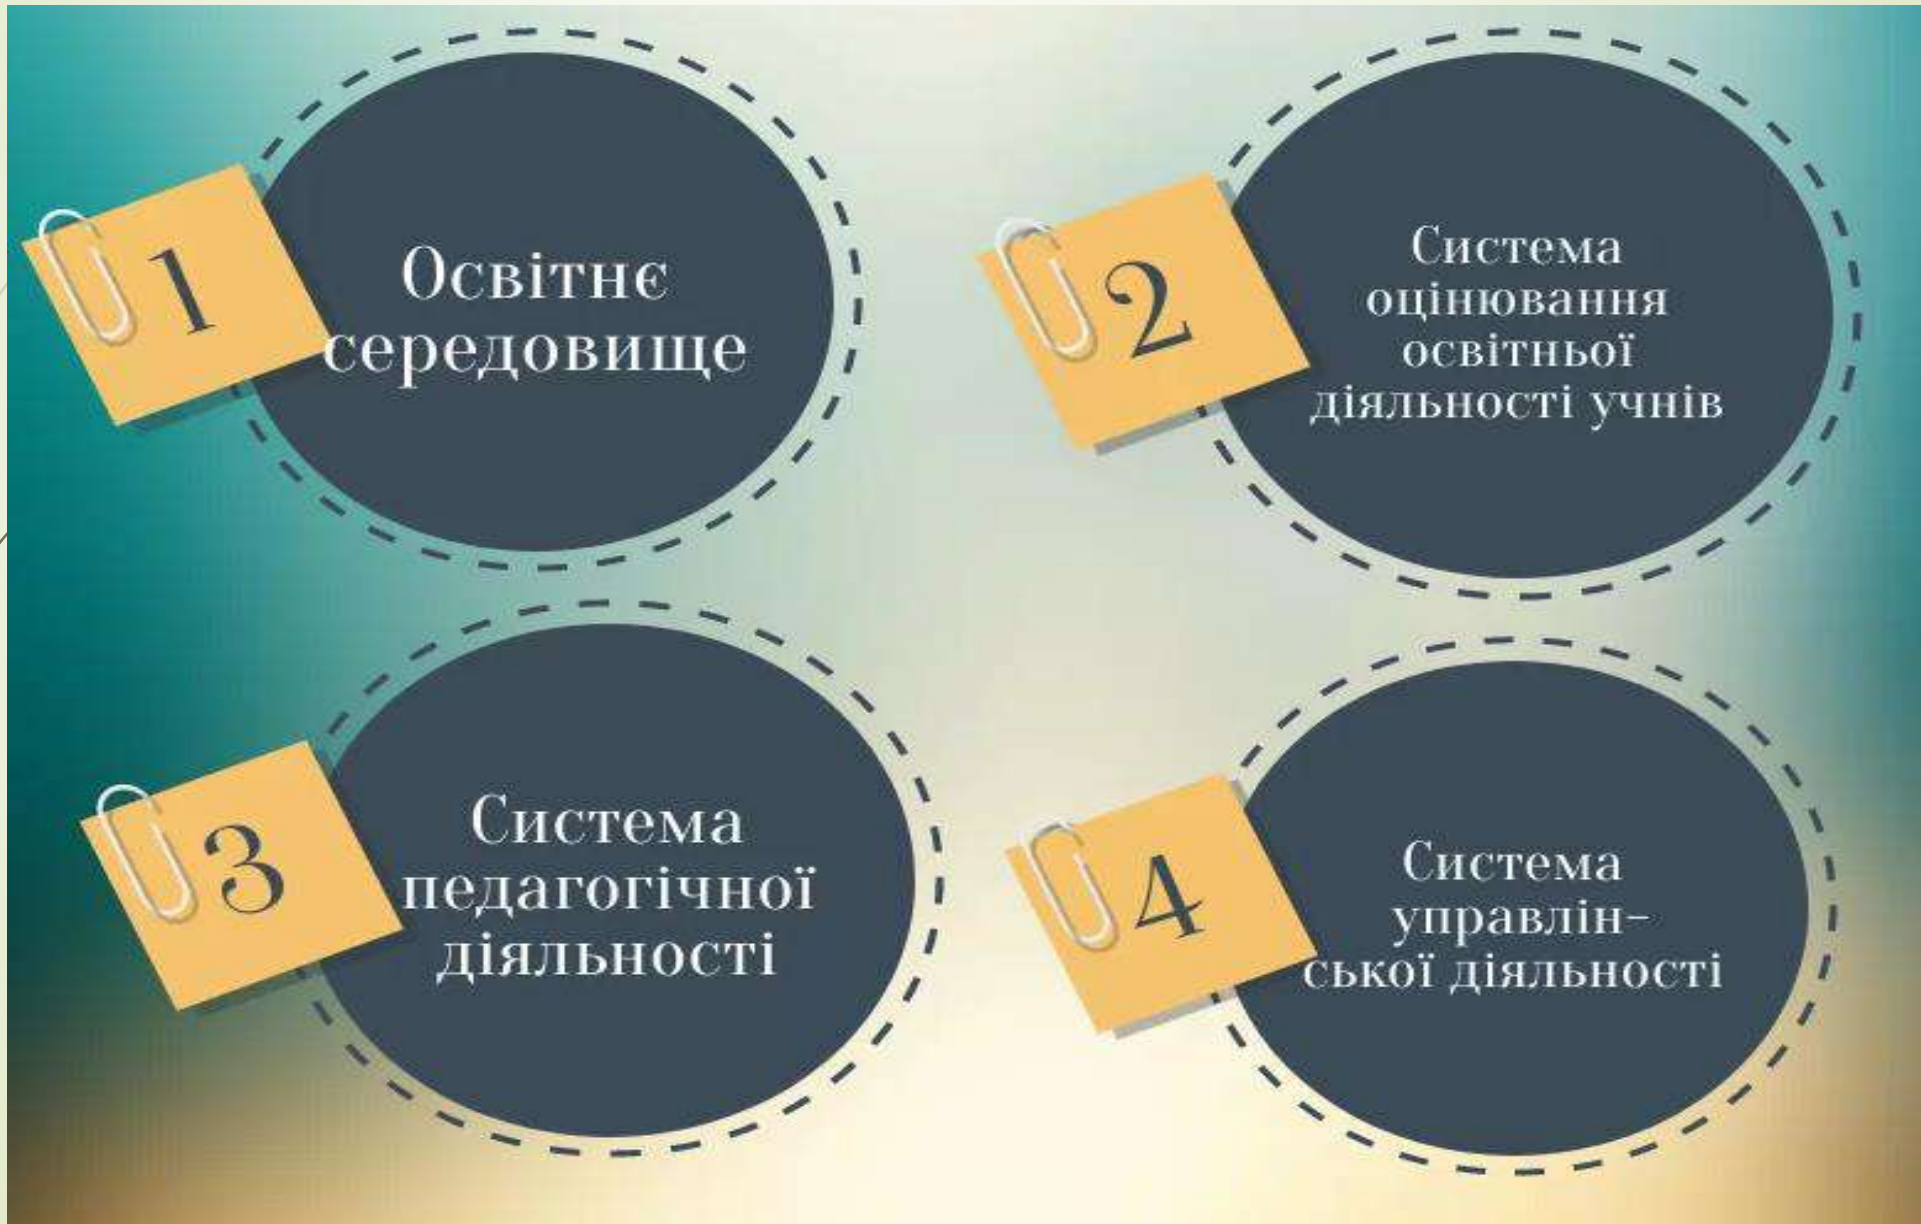 1
Освітнє
середовище
2
Система
оцінювання
освітньої
діяльності учнів
3
Система
педагогічної
діяльності
4
Система
управлін-
ської діяльності